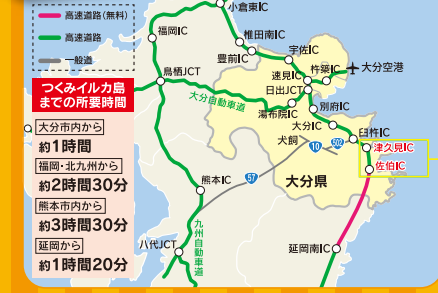 高速道路(無料)
高速道路
一般道
つくみイルカ島
までの所要時間
大分市内から
約1時間
福岡・北九州から
約2時間30分
熊本市内から
約3時間30分
延岡から
約1時間20分
小倉東IC
福岡IC
椎田南IC
豊前IC
宇佐IC
鳥栖JCT
速見IC
杵築IC
大分空港
日出JCT
大分自動車道
湯布院IC
別府IC
大分IC
臼杵IC
犬飼
10
502
津久見IC
佐伯IC
熊本IC
57
大分県
九州自動車道
八代JCT
延岡南IC